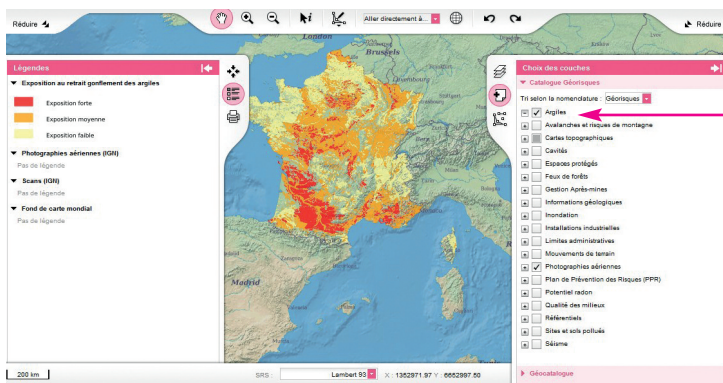 Réduire
i
Aller directement à...
Réduire
Légendes
Exposition au retrait gonflement des argiles
Exposition forte
Exposition moyenne
Exposition faible
Photographies aériennes (IGN)
Pas de légende
Scans (IGN)
Pas de légende
Fond de carte mondial
Pas de légende
London
Brussels
Luxembourg
Madrid
Choix des couches
Catalogue Géorisques
Tri selon la nomenclature : Géorisques
Argiles
Avalanches et risques de montagne
Cartes topographiques
Cavités
Espaces protégés
Feux de forêts
Gestion Après-mines
Informations géologiques
Inondation
Installations industrielles
Limites administratives
Mouvements de terrain
Photographies aériennes
Plan de Prévention des Risques (PPR)
Potentiel radon
Qualité des milieux
Référentiels
Sites et sols pollués
Séisme
Géocatalogue
200 km
SRS : Lambert 93 X : 1352971.97 Y : 6652997.50